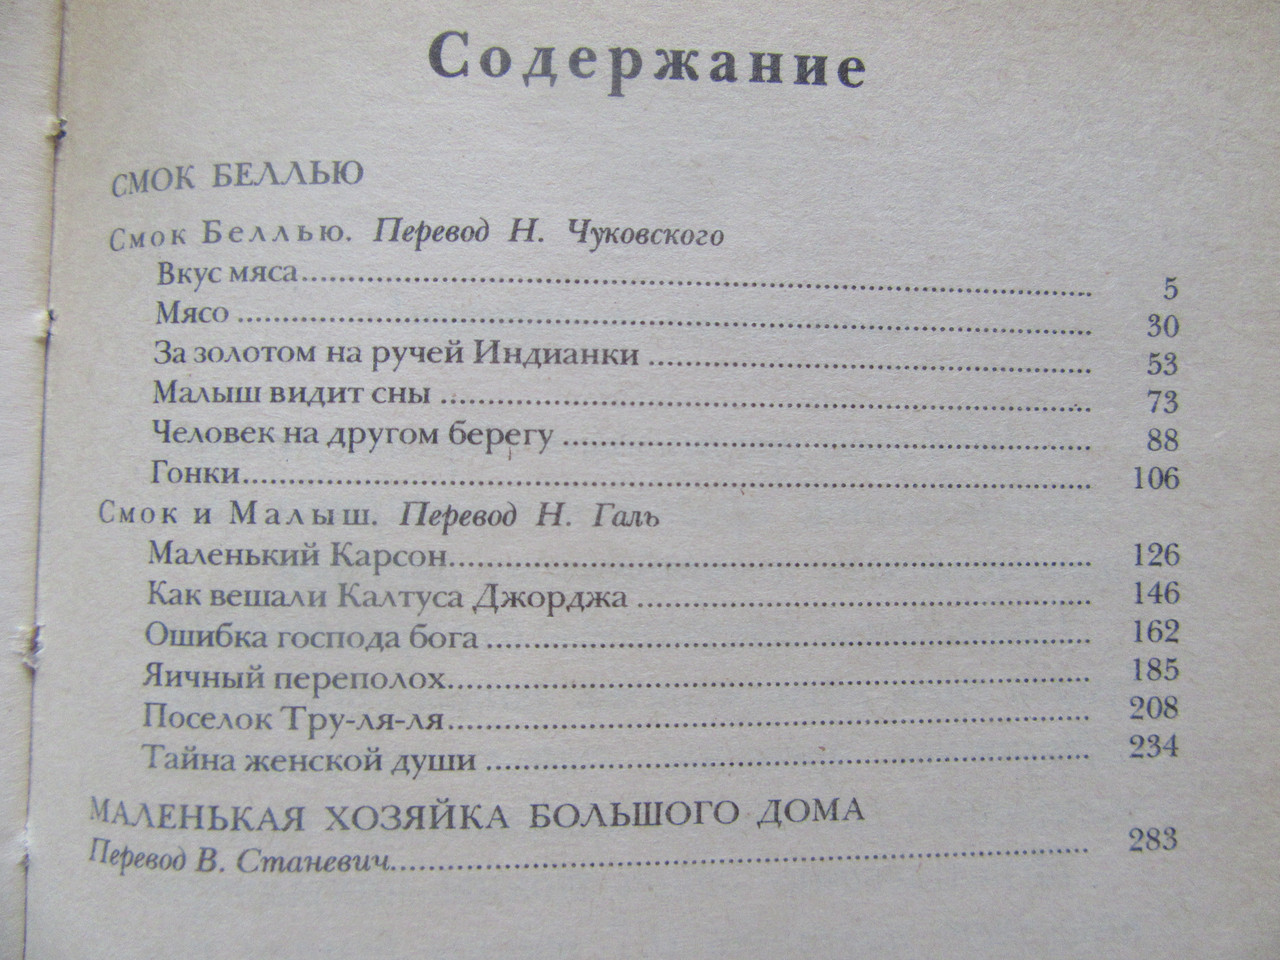 Содержание
СМОК БЕЛЛЬЮ
Смок Беллью. Перевод Н. Чуковского
Вкус мяса.......... 5
Мясо .......... 30
За золотом на ручей Индианки .......... 53
Малыш видит сны .......... 73
Человек на другом берегу .......... 88
Гонки.......... 106
Смок и Малыш. Перевод Н. Галь
Маленький Карсон.......... 126
Как вешали Калтуса Джорджа .......... 146
Ошибка господа бога .......... 162
Яичный переполох.......... 185
Поселок Тру-ля-ля.......... 208
Тайна женской души .......... 234
МАЛЕНЬКАЯ ХОЗЯЙКА БОЛЬШОГО ДОМА
Перевод В. Станевич.......... 283